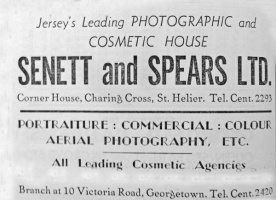 Jersey's Leading PHOTOGRAPHIC and
COSMETIC HOUSE
SENETT and SPEARS LTD.
Corner House, Charing Cross, St. Helier. Tel. Cent. 2293
PORTRAITURE : COMMERCIAL : COLOUR
AERIAL PHOTOGRAPHY, ETC.
All Leading Cosmetic Agencies
Branch at 10 Victoria Road, Georgetown. Tel. Cent. 2420